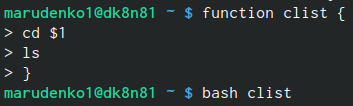 marudenko1@dk8n81 ~ $ function clist {
> cd $1
> ls
> }
marudenko1@dk8n81 ~ $ bash clist